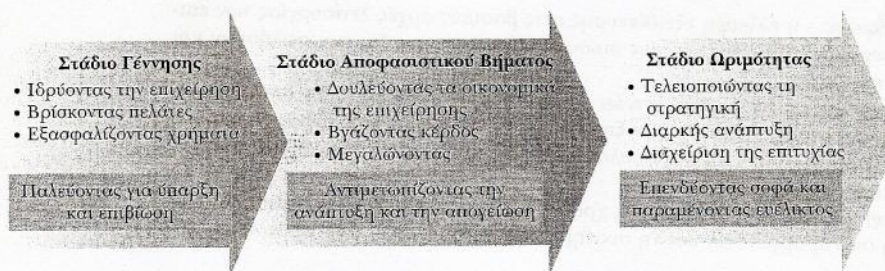 Στάδιο Γέννησης
• Ιδρύοντας την επιχείρηση
• Βρίσκοντας πελάτες
• Εξασφαλίζοντας χρήματα
Παλεύοντας για ύπαρξη
και επιβίωση
Στάδιο Αποφασιστικού Βήματος
• Δουλεύοντας τα οικονομικά
της επιχείρησης
• Βγάζοντας κέρδος
• Μεγαλώνοντας
Αντιμετωπίζοντας την
ανάπτυξη και την απογείωση
Στάδιο Ωριμότητας
• Τελειοποιώντας τη
στρατηγική
• Διαρκής ανάπτυξη
• Διαχείριση της επιτυχίας
Επενδύοντας σοφά και
παραμένοντας ευέλικτος